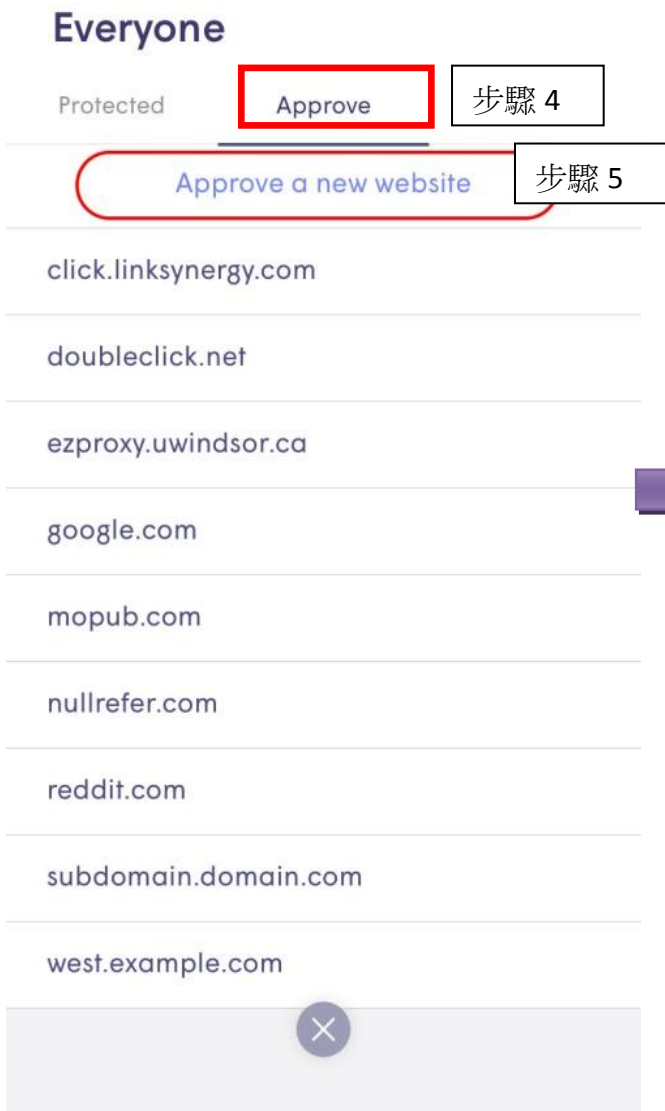 Everyone
Protected Approve 步驟 4
Approve a new website 步驟 5
click.linksynergy.com
doubleclick.net
ezproxy.uwindsor.ca
google.com
mopub.com
nullrefer.com
reddit.com
subdomain.domain.com
west.example.com